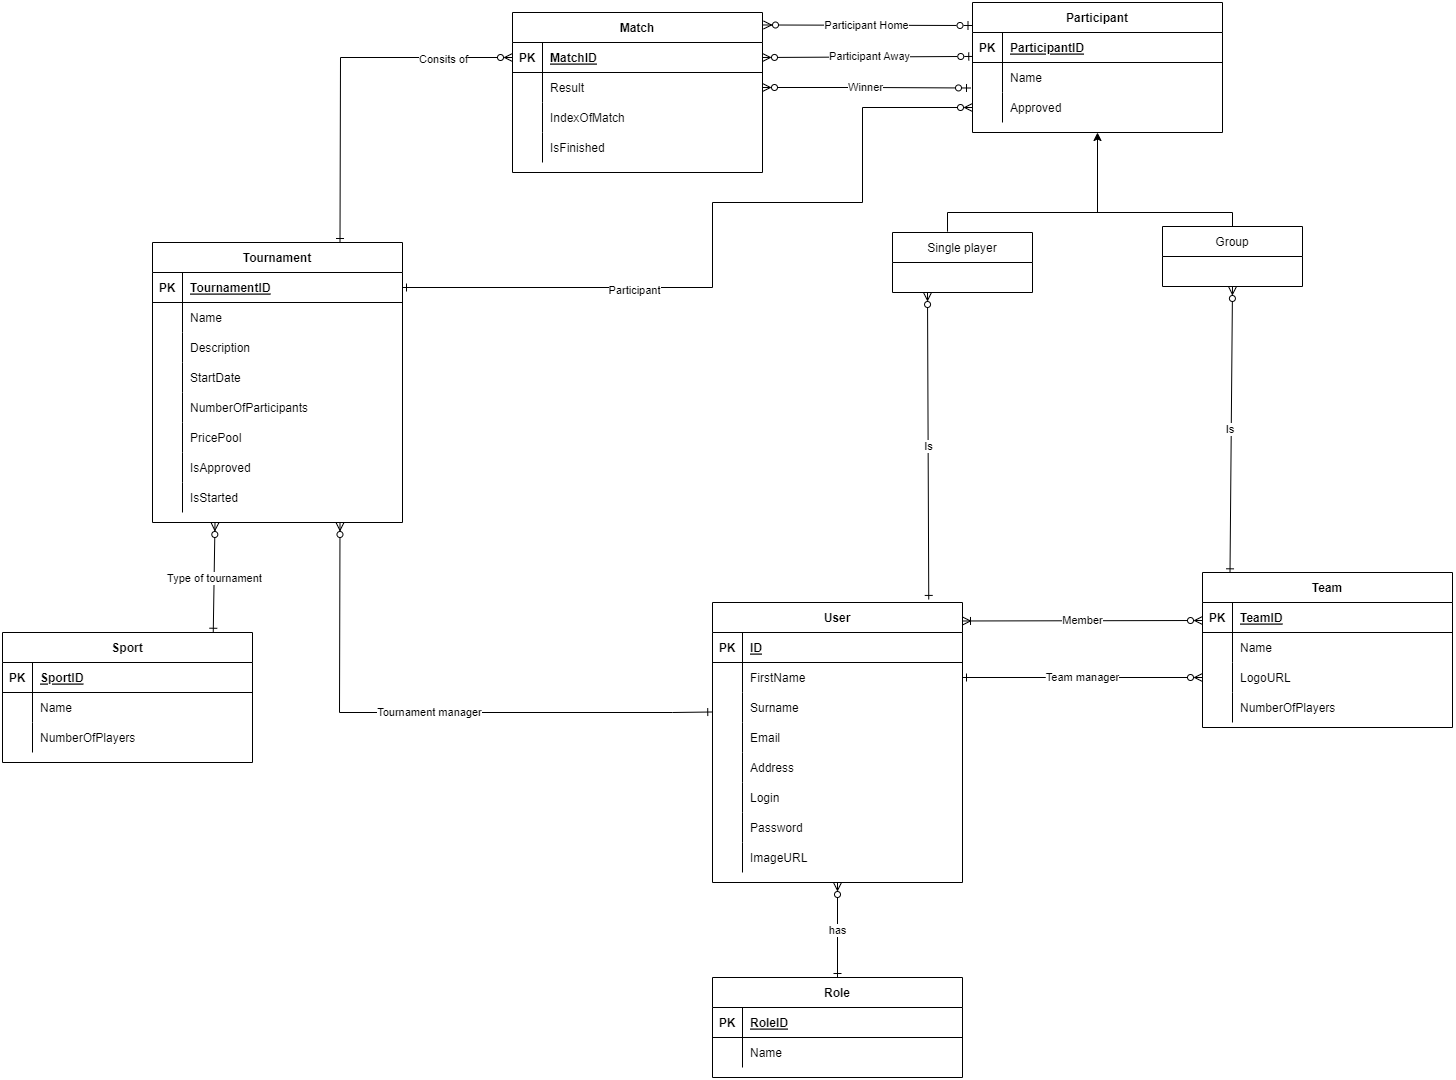 Match
PK MatchID
Result
IndexOfMatch
IsFinished
Participant Home
Participant Away
Winner
Participant
PK ParticipantID
Name
Approved
Consits of
Single player
Group
Tournament
PK TournamentID
Name
Description
StartDate
NumberOfParticipants
PricePool
IsApproved
IsStarted
Participant
Is
Is
Type of tournament
Sport
PK SportID
Name
NumberOfPlayers
Tournament manager
User
PK ID
FirstName
Surname
Email
Address
Login
Password
ImageURL
Member
Team manager
Team
PK TeamID
Name
LogoURL
NumberOfPlayers
has
Role
PK RoleID
Name